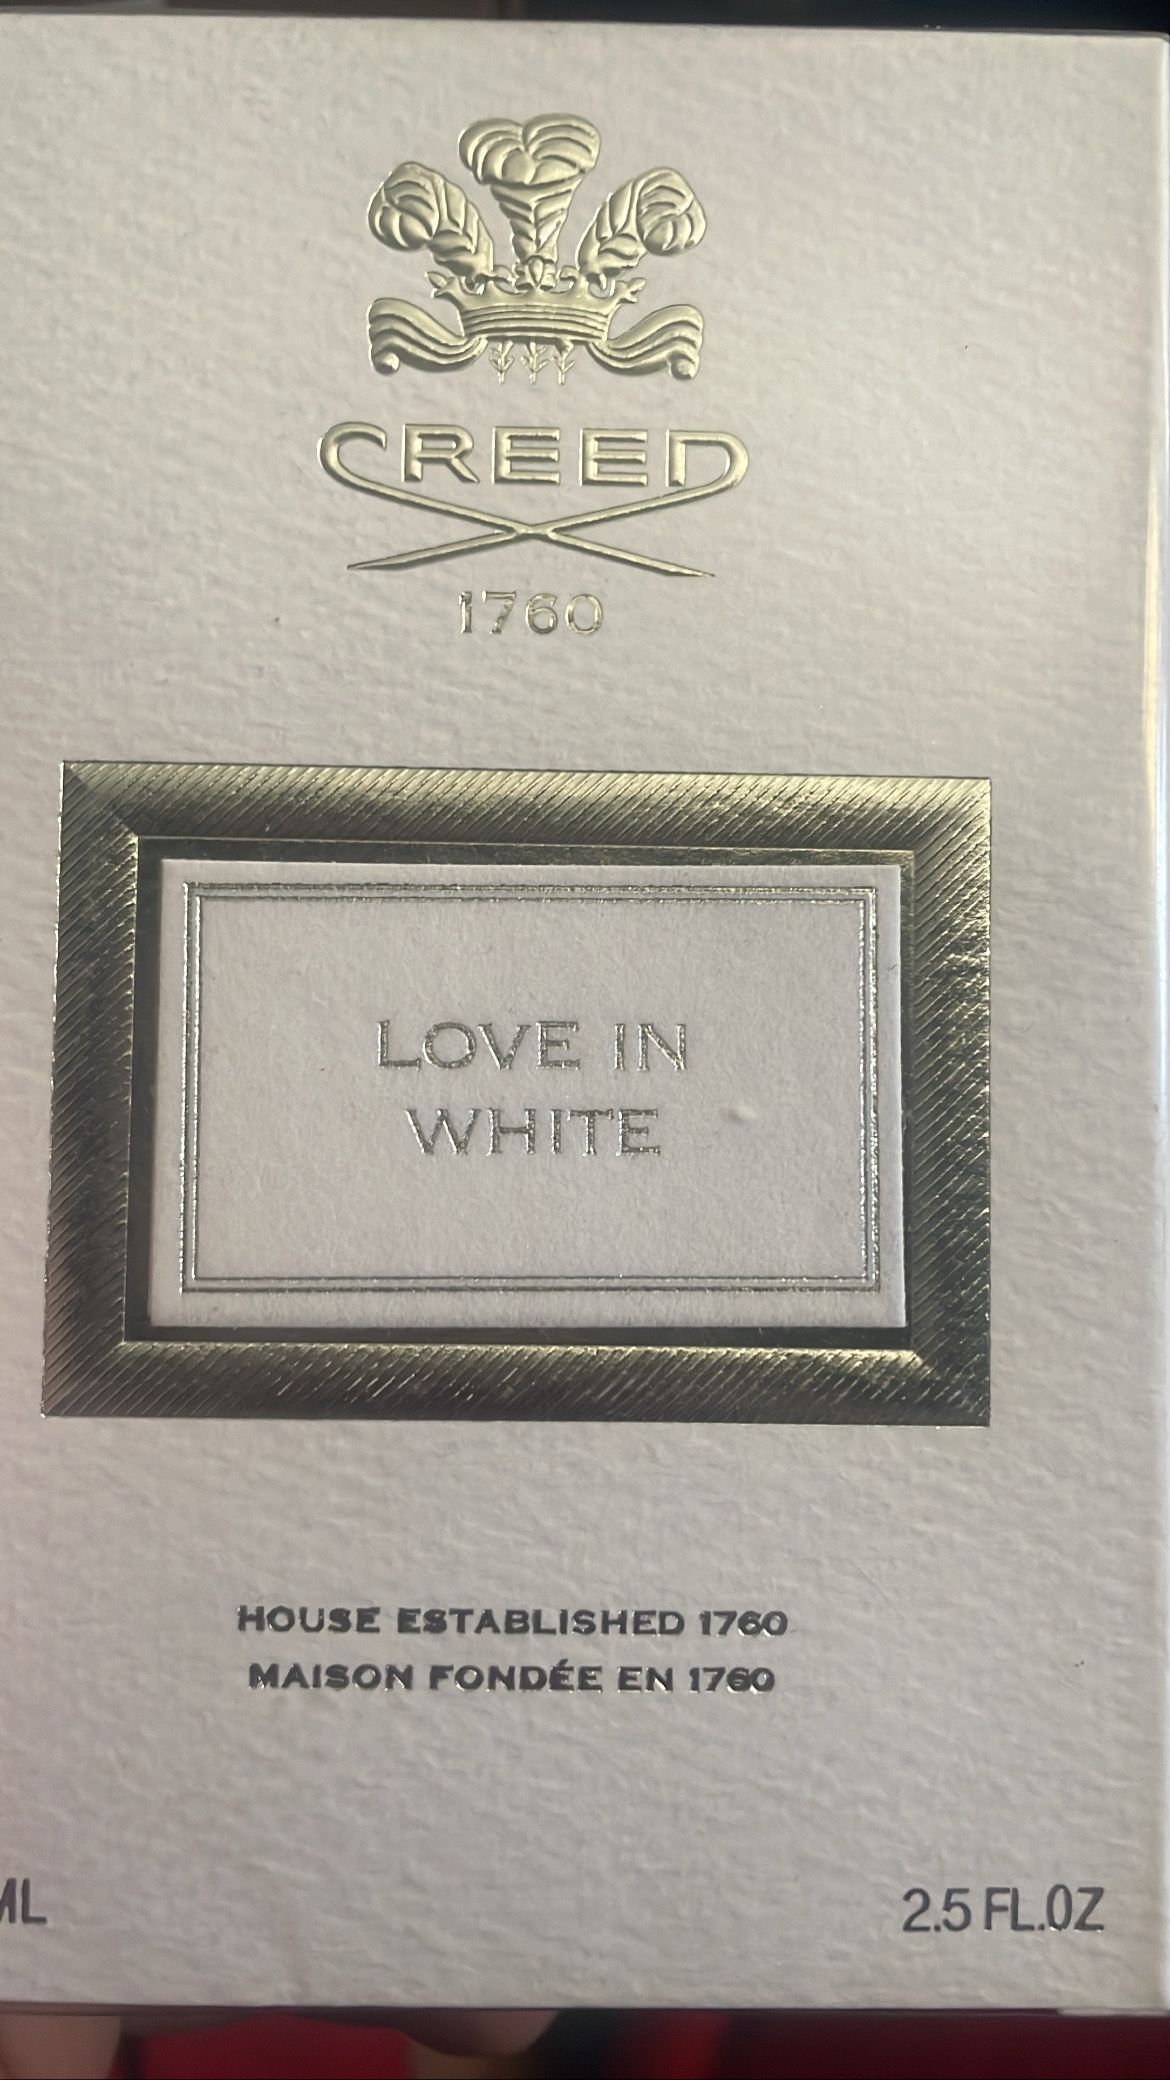 CREED
1760
LOVE IN
WHITE
HOUSE ESTABLISHED 1760
MAISON FONDÉE EN 1760
ML
2.5 FL.OZ